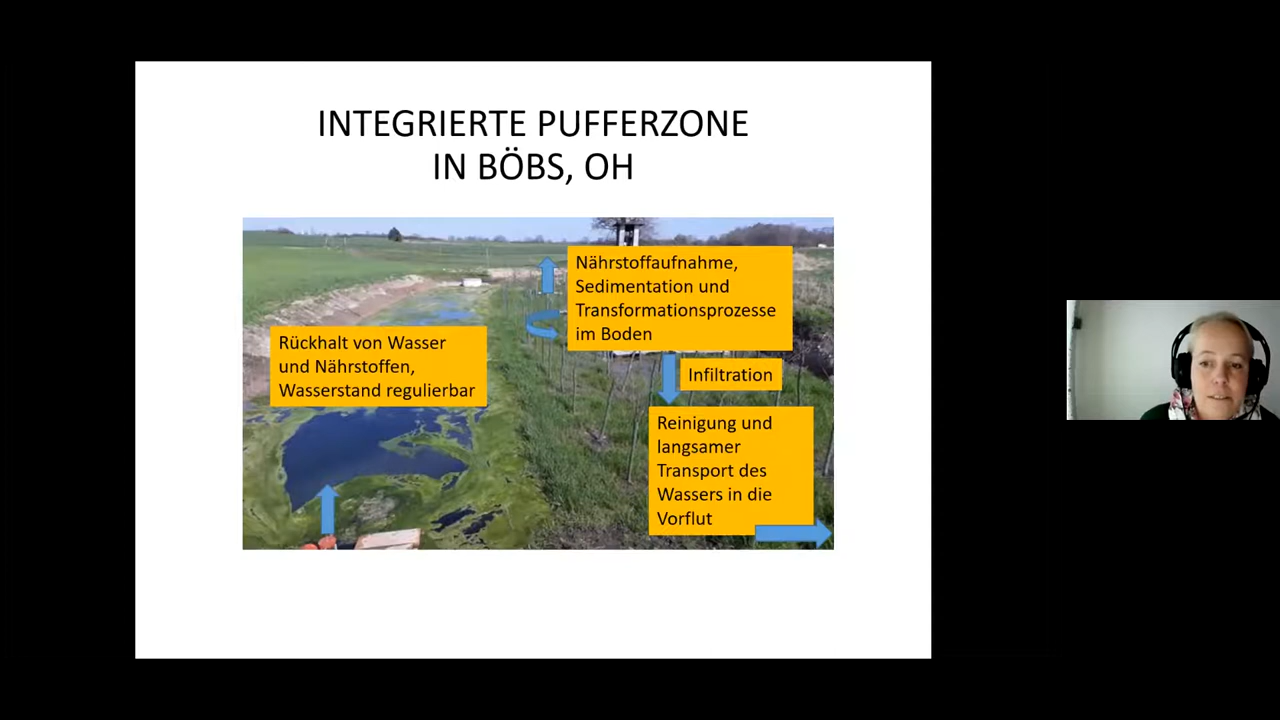 INTEGRIERTE PUFFERZONE
IN BÖBS, OH
Nährstoffaufnahme,
Sedimentation und
Transformationsprozesse
im Boden
Rückhalt von Wasser
und Nährstoffen,
Wasserstand regulierbar
Infiltration
Reinigung und
langsamer
Transport des
Wassers in die
Vorflut